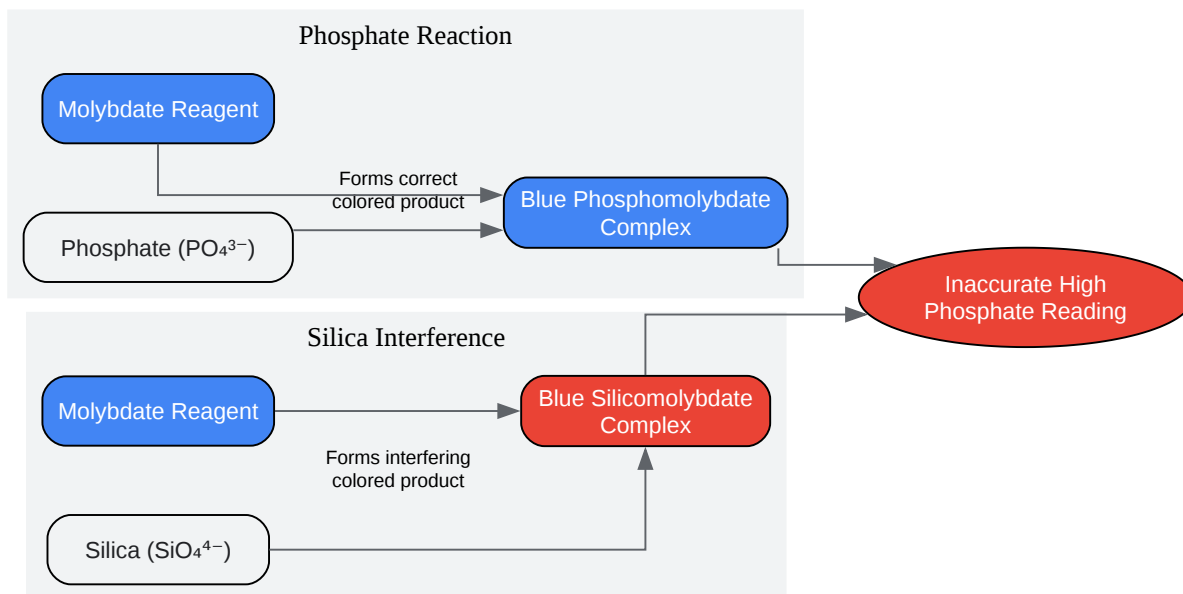 Phosphate Reaction
Molybdate Reagent
Forms correct
colored product
Blue Phosphomolybdate
Complex
Phosphate (PO₄³⁻)
Inaccurate High
Phosphate Reading
Silica Interference
Molybdate Reagent
Blue Silicomolybdate
Complex
Forms interfering
colored product
Silica (SiO₄⁴⁻)